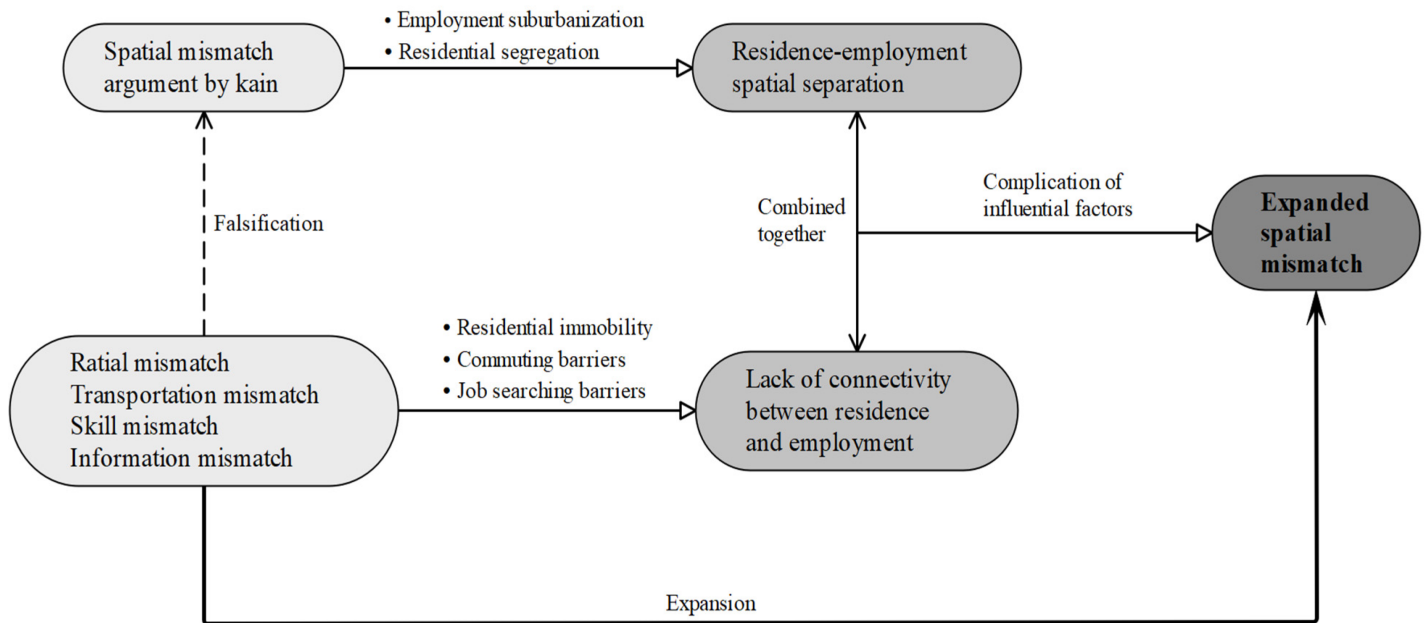 • Employment suburbanization
• Residential segregation
Spatial mismatch
argument by kain
Residence-employment
spatial separation
Falsification
Combined
together
Complication of
influential factors
Expanded
spatial
mismatch
• Residential immobility
• Commuting barriers
• Job searching barriers
Ratial mismatch
Transportation mismatch
Skill mismatch
Information mismatch
Lack of connectivity
between residence
and employment
Expansion